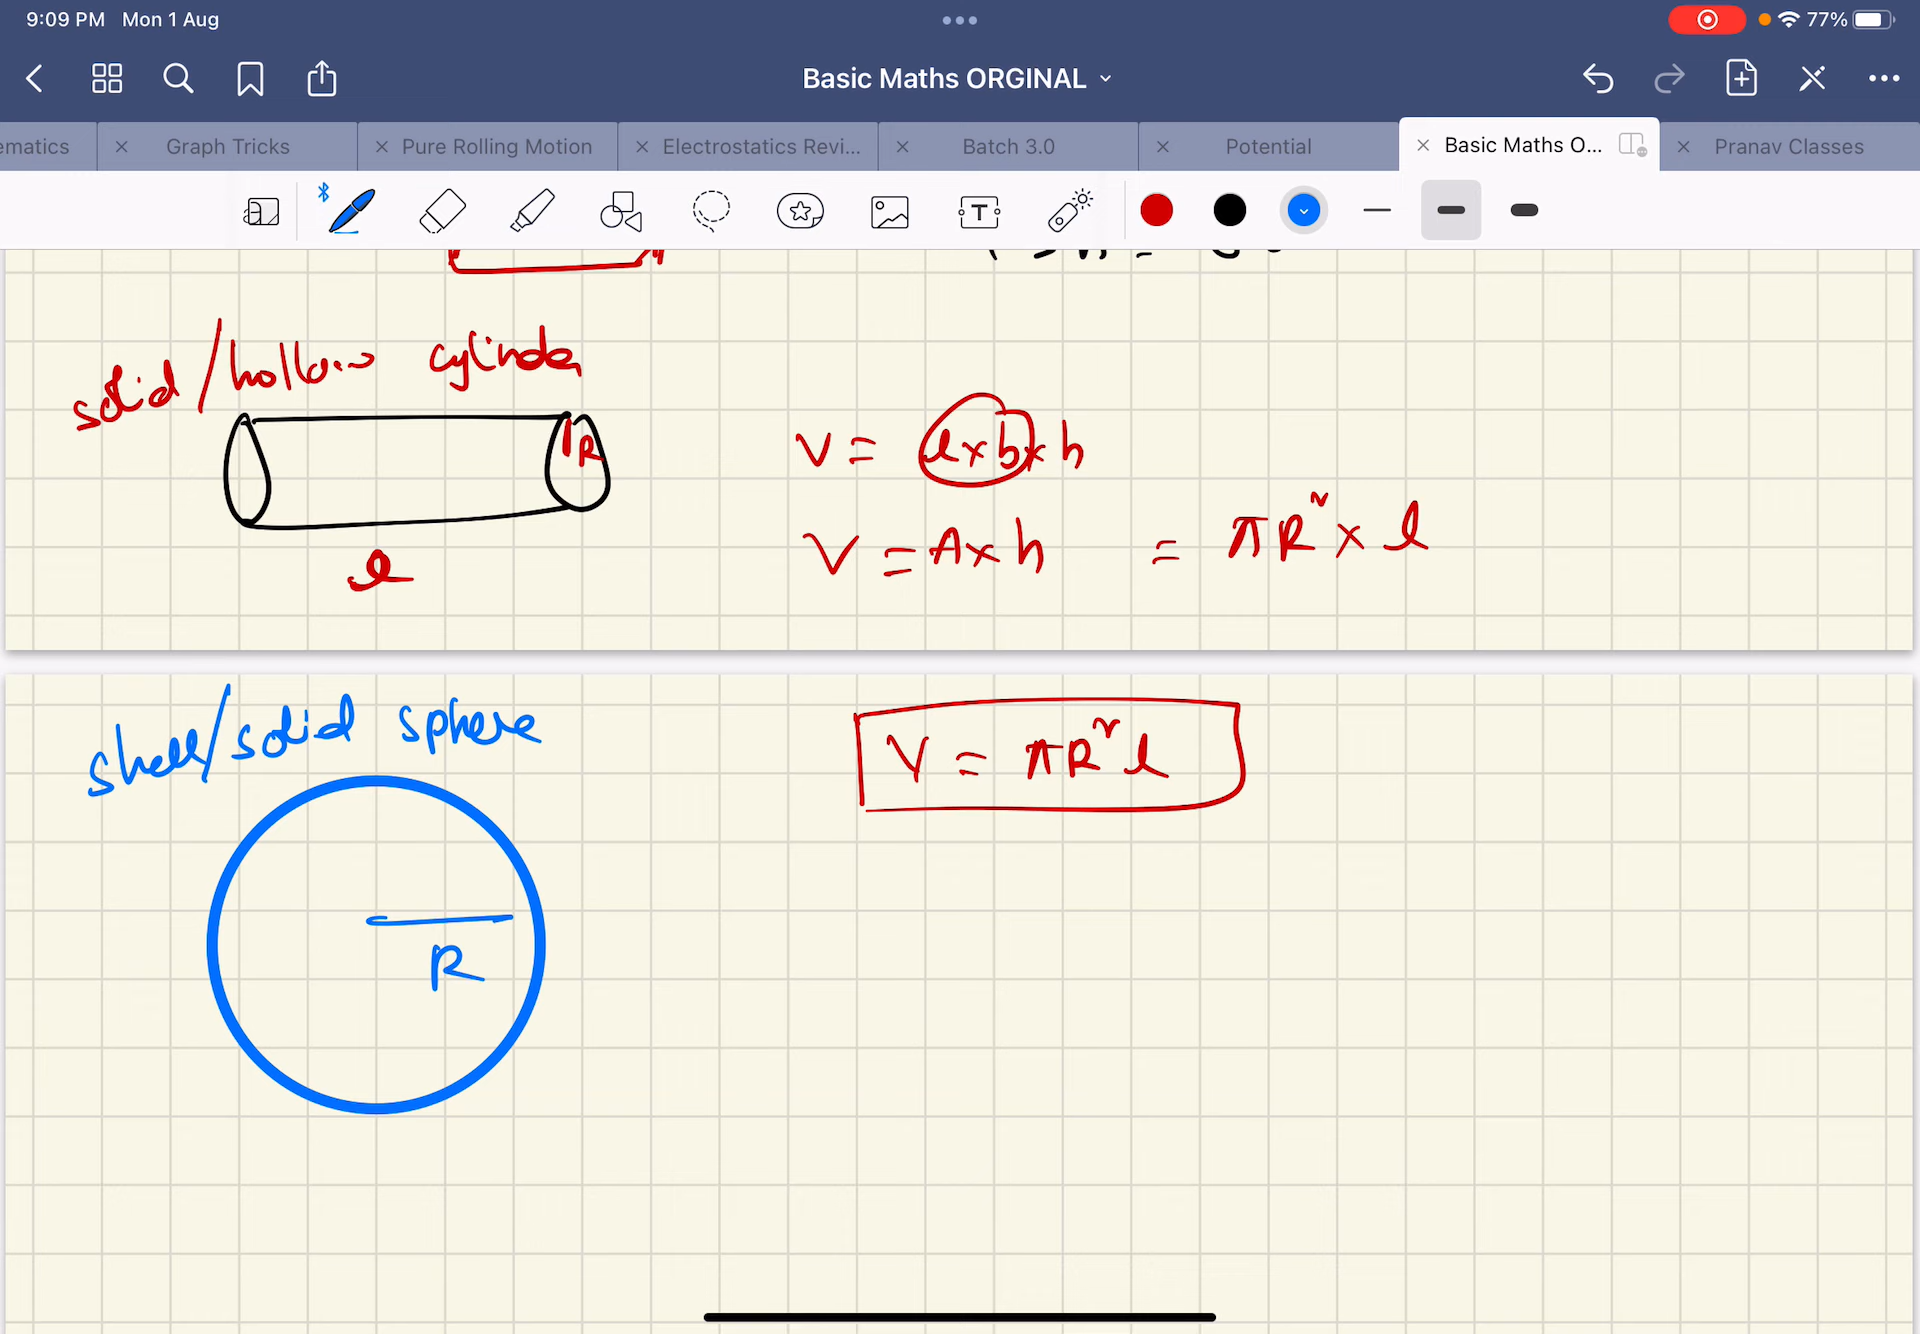 9:09 PM Mon 1 Aug
77%
Basic Maths ORGINAL
ematics
Graph Tricks
Pure Rolling Motion
Electrostatics Revi...
Batch 3.0
Potential
Basic Maths O...
Pranav Classes
solid/hollow cylinder
R
l
V = l×b×h
V = A×h = πR²× l
shell/solid sphere
V = πR²l
R